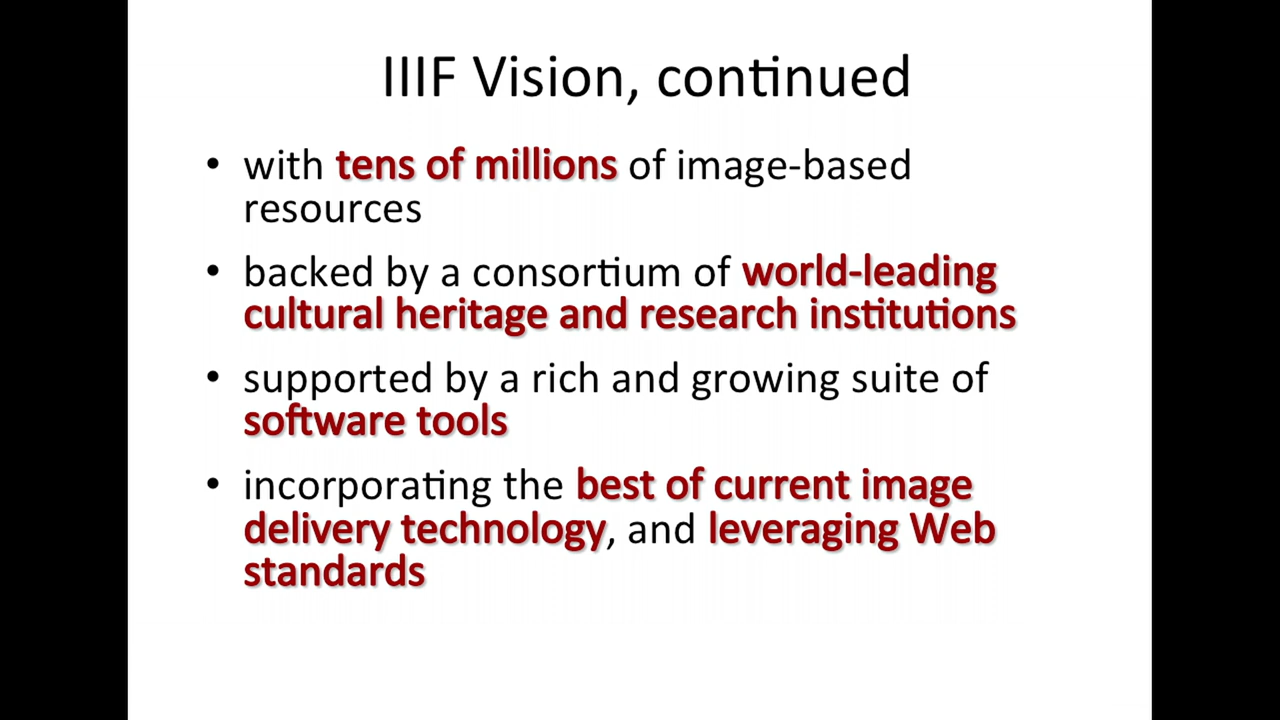 IIIF Vision, continued
• with tens of millions of image-based
resources
• backed by a consortium of world-leading
cultural heritage and research institutions
• supported by a rich and growing suite of
software tools
• incorporating the best of current image
delivery technology, and leveraging Web
standards